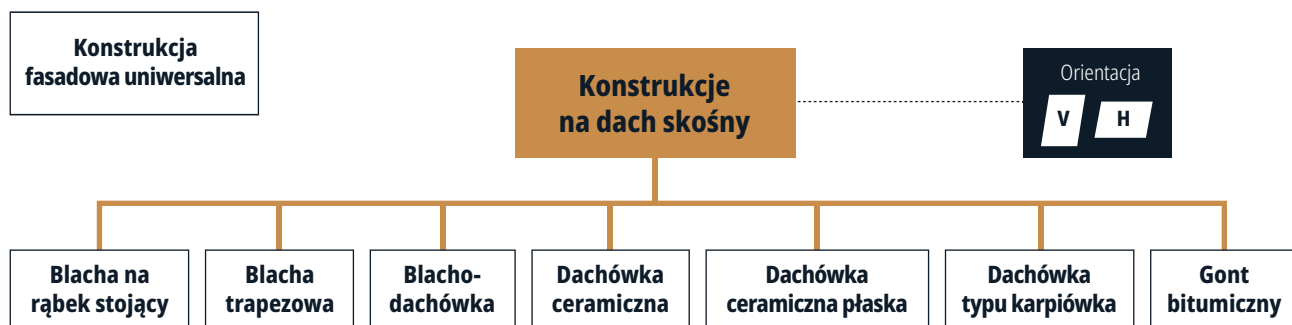 Konstrukcja
fasadowa uniwersalna
Konstrukcje
na dach skośny
Orientacja
V H
Blacha na
rąbek stojący
Blacha
trapezowa
Blacho-
dachówka
Dachówka
ceramiczna
Dachówka
ceramiczna płaska
Dachówka
typu karpiówka
Gont
bitumiczny